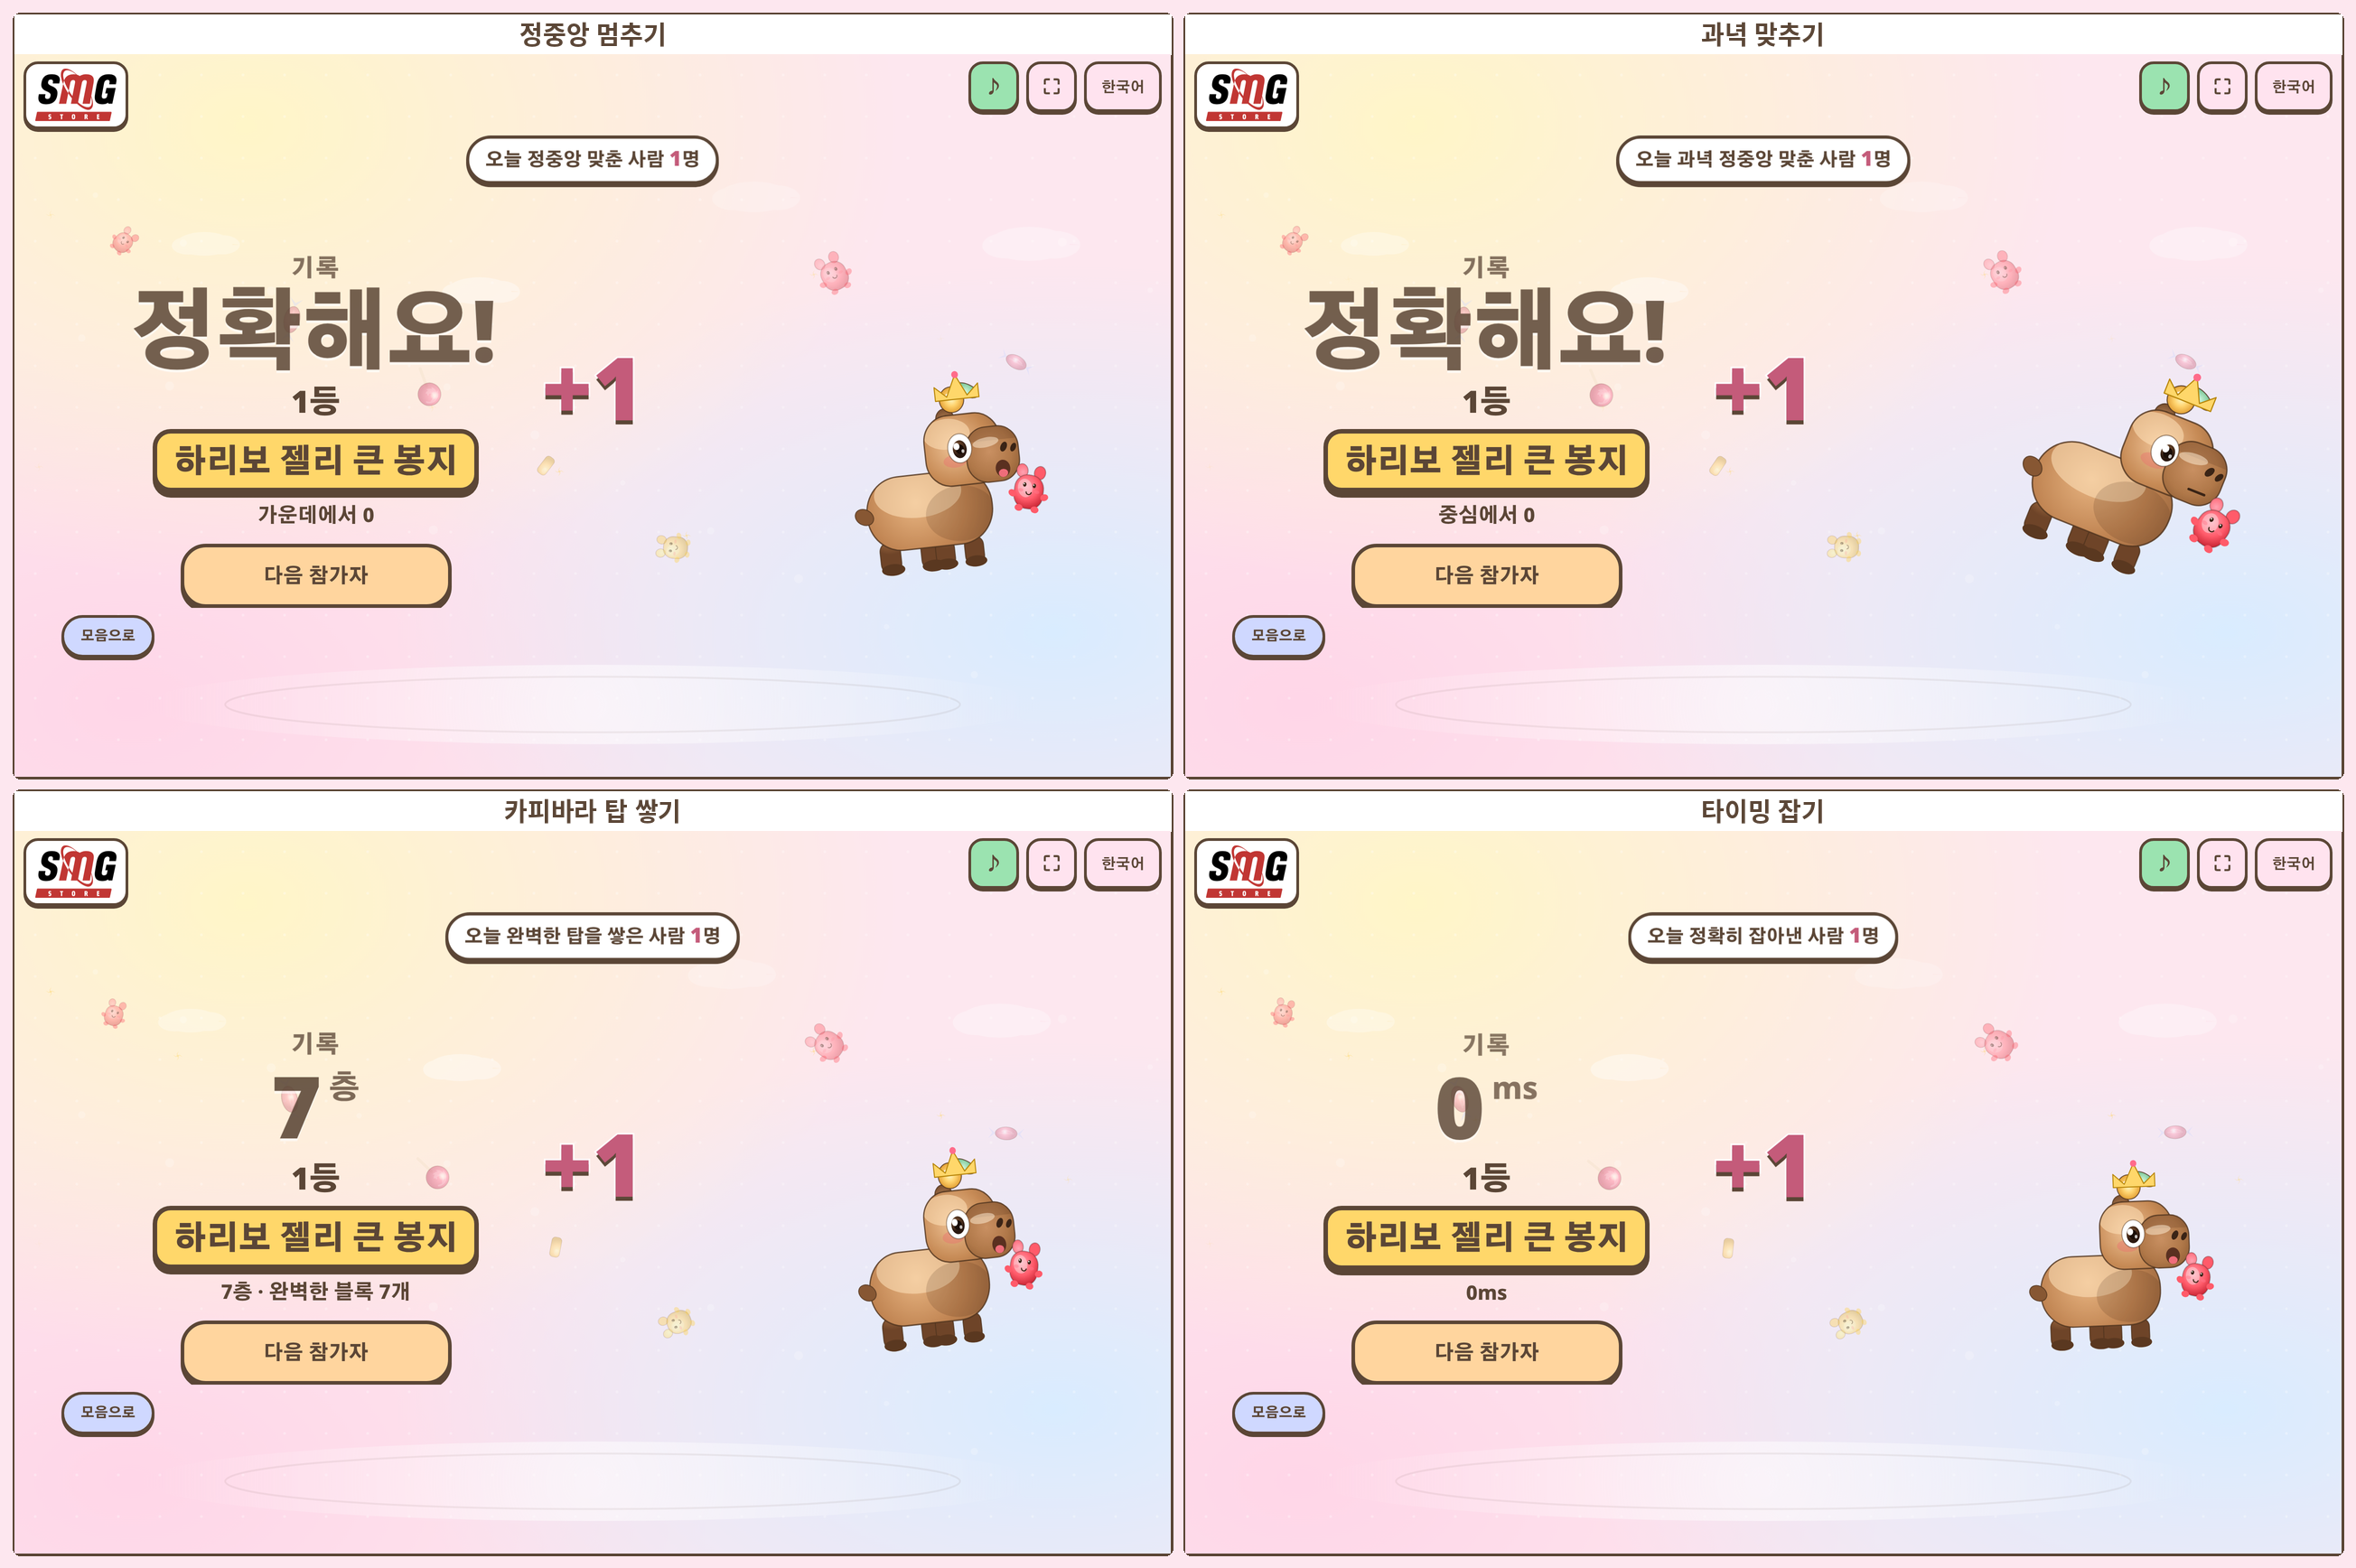 정중앙 멈추기
SMG
STORE
♪
한국어
오늘 정중앙 맞춘 사람 1명
기록
정확해요!
+1
1등
하리보 젤리 큰 봉지
가운데에서 0
다음 참가자
모음으로
과녁 맞추기
SMG
STORE
♪
한국어
오늘 과녁 정중앙 맞춘 사람 1명
기록
정확해요!
+1
1등
하리보 젤리 큰 봉지
중심에서 0
다음 참가자
모음으로
카피바라 탑 쌓기
SMG
STORE
♪
한국어
오늘 완벽한 탑을 쌓은 사람 1명
기록
7층
+1
1등
하리보 젤리 큰 봉지
7층 · 완벽한 블록 7개
다음 참가자
모음으로
타이밍 잡기
SMG
STORE
♪
한국어
오늘 정확히 잡아낸 사람 1명
기록
0ms
+1
1등
하리보 젤리 큰 봉지
0ms
다음 참가자
모음으로